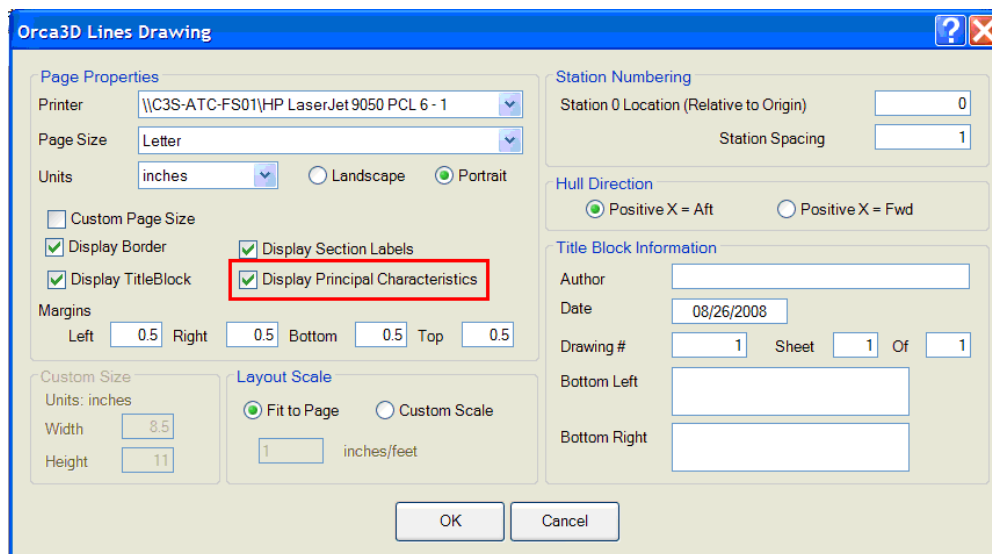 Orca3D Lines Drawing
Page Properties
Printer \\C3S-ATC-FS01\HP LaserJet 9050 PCL 6 - 1
Page Size Letter
Units inches Landscape Portrait
Custom Page Size
Display Border Display Section Labels
Display TitleBlock Display Principal Characteristics
Margins
Left 0.5 Right 0.5 Bottom 0.5 Top 0.5
Custom Size
Units: inches
Width 8.5
Height 11
Layout Scale
Fit to Page Custom Scale
1 inches/feet
Station Numbering
Station 0 Location (Relative to Origin) 0
Station Spacing 1
Hull Direction
Positive X = Aft Positive X = Fwd
Title Block Information
Author
Date 08/26/2008
Drawing # 1 Sheet 1 Of 1
Bottom Left
Bottom Right
OK Cancel